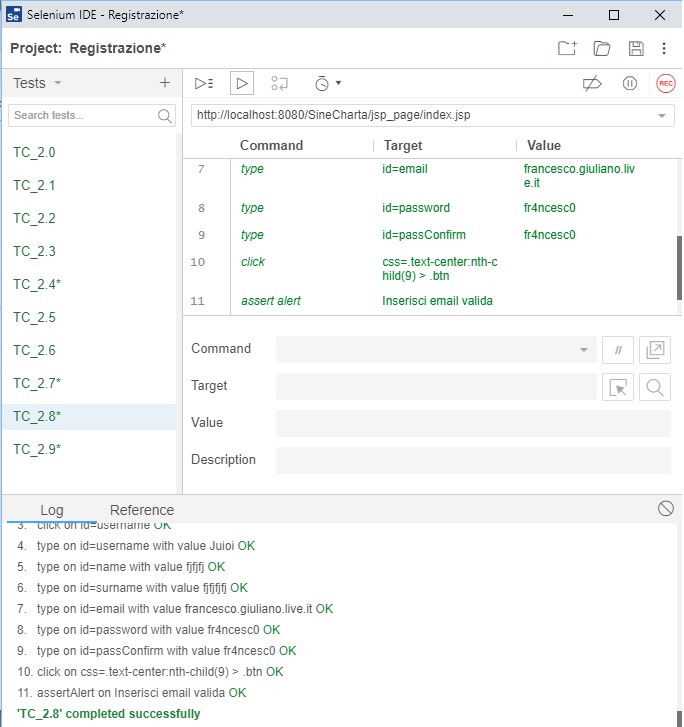 Se Selenium IDE - Registrazione*
Project: Registrazione*
Tests
Search tests...
TC_2.0
TC_2.1
TC_2.2
TC_2.3
TC_2.4*
TC_2.5
TC_2.6
TC_2.7*
TC_2.8*
TC_2.9*
REC
http://localhost:8080/SineCharta/jsp_page/index.jsp
Command Target Value
7 type id=email francesco.giuliano.liv
e.it
8 type id=password fr4ncesc0
9 type id=passConfirm fr4ncesc0
10 click css=.text-center:nth-c
hild(9) > .btn
11 assert alert Inserisci email valida
Command //
Target
Value
Description
Log Reference
3. click on id=username OK
4. type on id=username with value Juioi OK
5. type on id=name with value fjfjfj OK
6. type on id=surname with value fjfjfjfj OK
7. type on id=email with value francesco.giuliano.live.it OK
8. type on id=password with value fr4ncesc0 OK
9. type on id=passConfirm with value fr4ncesc0 OK
10. click on css=.text-center:nth-child(9) > .btn OK
11. assertAlert on Inserisci email valida OK
'TC_2.8' completed successfully